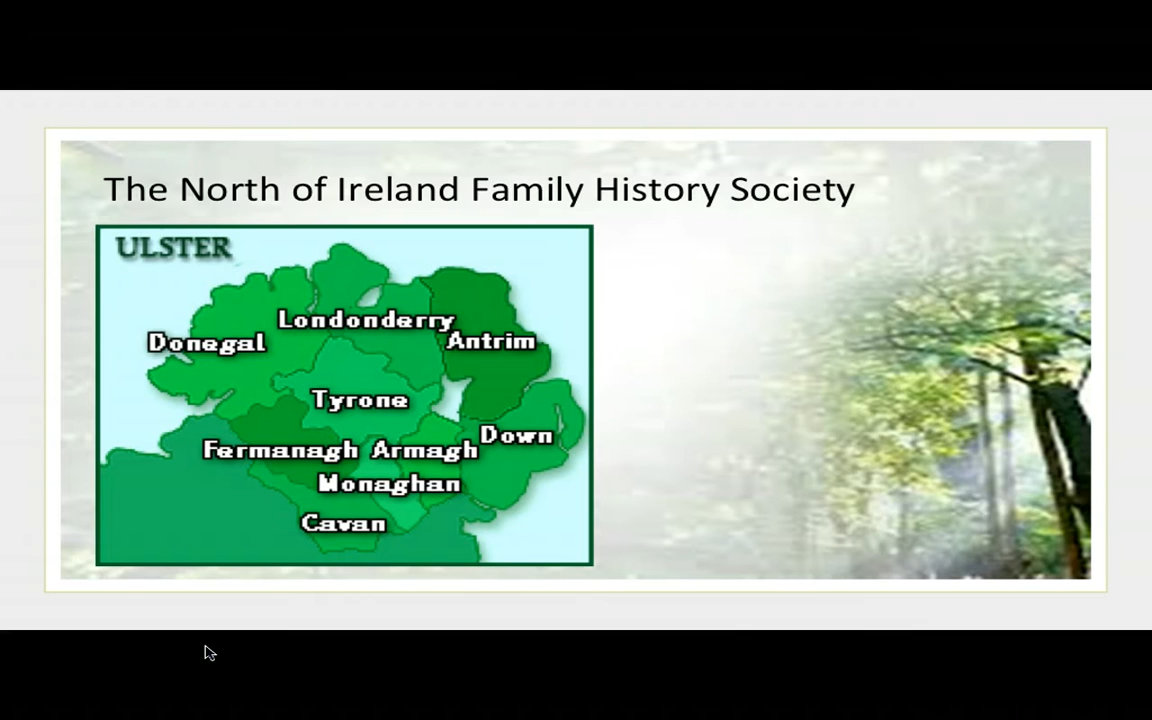 The North of Ireland Family History Society
ULSTER
Londonderry
Donegal
Antrim
Tyrone
Down
Fermanagh Armagh
Monaghan
Cavan